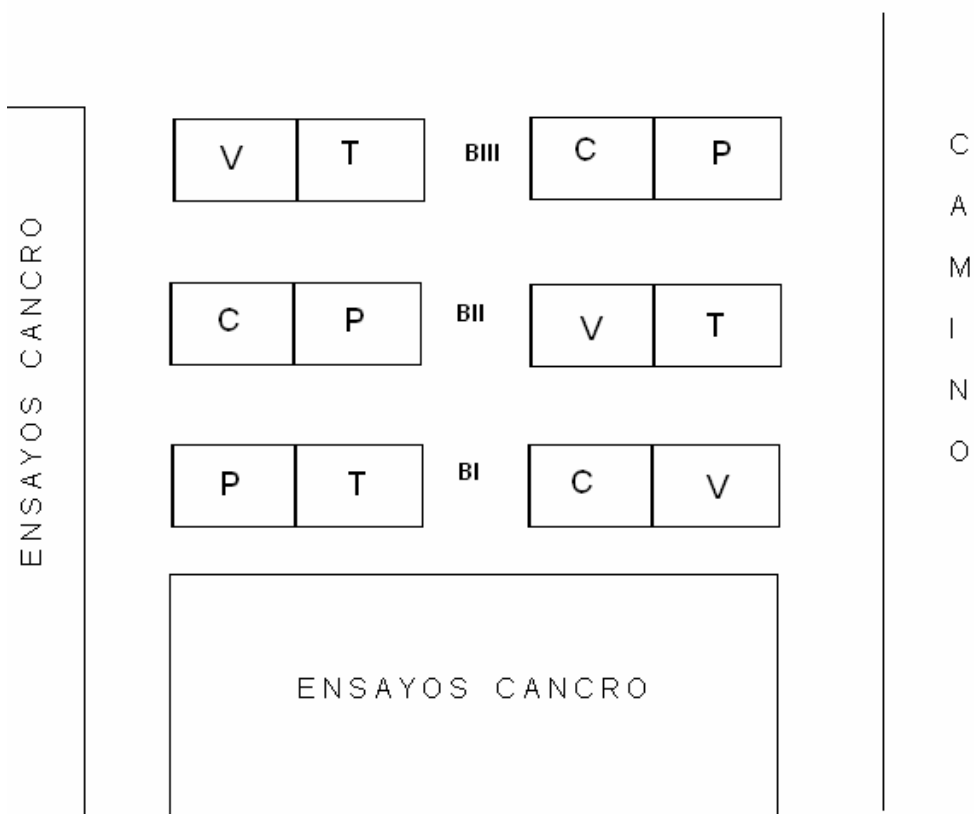 V T BIII C P
C P BII V T
P T BI C V
ENSAYOS CANCRO
ENSAYOS CANCRO
CAMINO